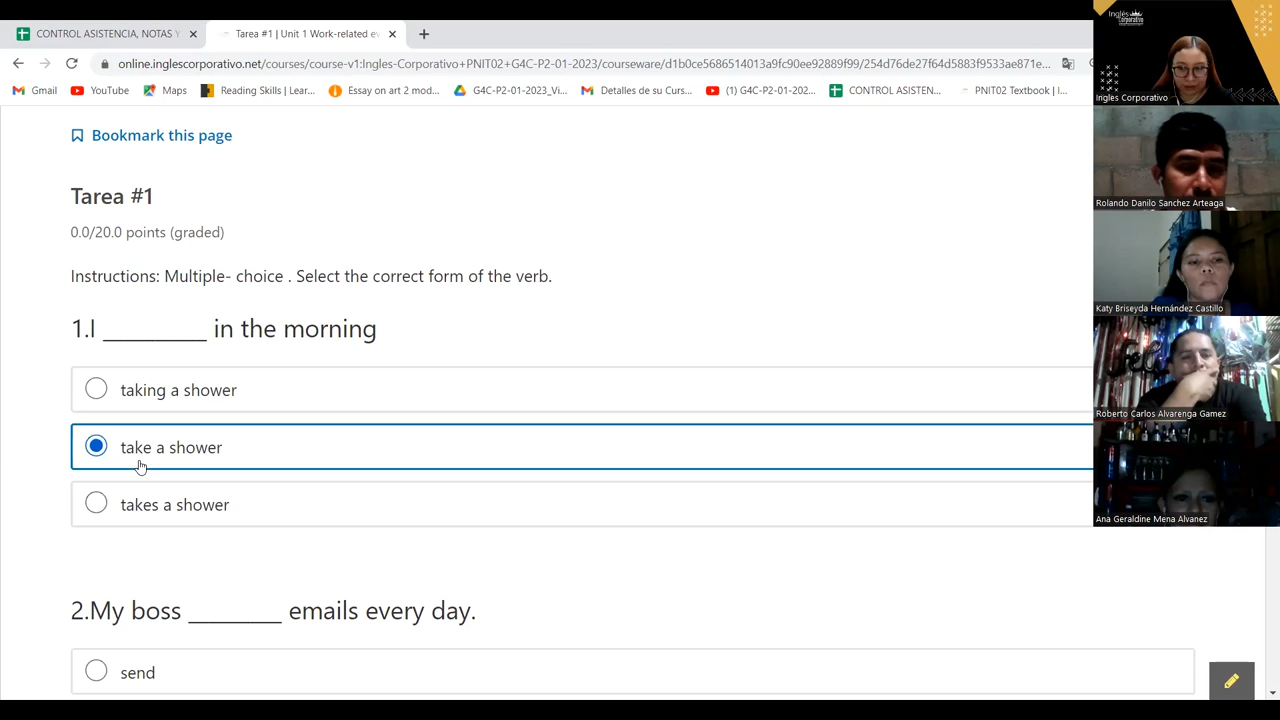 CONTROL ASISTENCIA, NOTAS Y
Tarea #1 | Unit 1 Work-related ev
online.inglescorporativo.net/courses/course-v1:Ingles-Corporativo+PNIT02+G4C-P2-01-2023/courseware/d1b0ce5686514013a9fc90ee92889f99/254d76de27f64d5883f9533ae871e...
Gmail
YouTube
Maps
Reading Skills | Lear...
Essay on art 2 mod...
G4C-P2-01-2023_Vi...
Detalles de su Curs...
(1) G4C-P2-01-202...
CONTROL ASISTEN...
PNIT02 Textbook | I...
Bookmark this page
Tarea #1
0.0/20.0 points (graded)
Instructions: Multiple- choice . Select the correct form of the verb.
1.I _________ in the morning
taking a shower
take a shower
takes a shower
2.My boss ________ emails every day.
send
Inglés
Corporativo
Ingles Corporativo
Rolando Danilo Sanchez Arteaga
Katy Briseyda Hernández Castillo
Roberto Carlos Alvarenga Gamez
Ana Geraldine Mena Alvanez